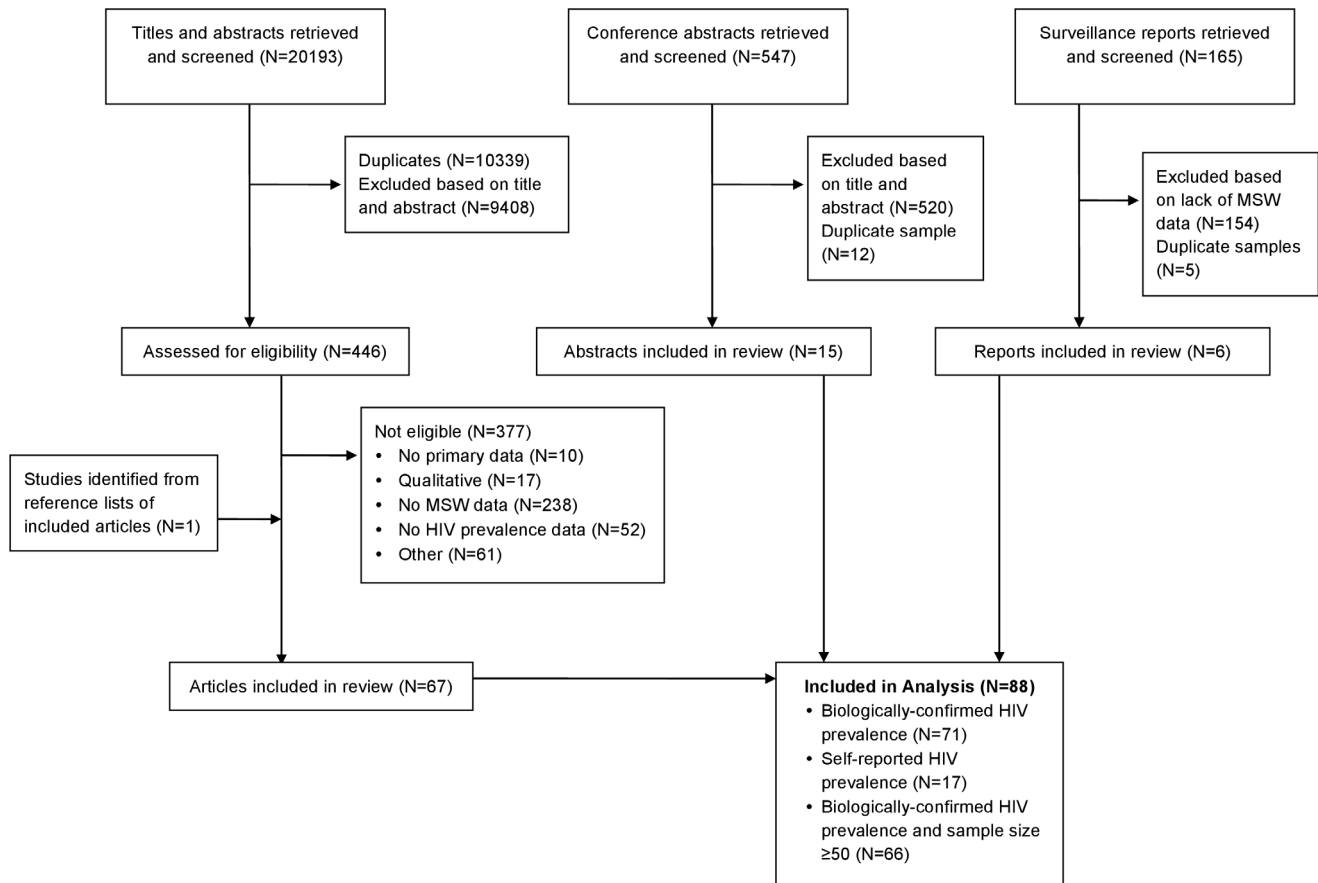 Titles and abstracts retrieved
and screened (N=20193)
Conference abstracts retrieved
and screened (N=547)
Surveillance reports retrieved
and screened (N=165)
Duplicates (N=10339)
Excluded based on title
and abstract (N=9408)
Excluded based
on title and
abstract (N=520)
Duplicate sample
(N=12)
Excluded based
on lack of MSW
data (N=154)
Duplicate samples
(N=5)
Assessed for eligibility (N=446)
Abstracts included in review (N=15)
Reports included in review (N=6)
Not eligible (N=377)
• No primary data (N=10)
• Qualitative (N=17)
• No MSW data (N=238)
• No HIV prevalence data (N=52)
• Other (N=61)
Studies identified from
reference lists of
included articles (N=1)
Articles included in review (N=67)
Included in Analysis (N=88)
• Biologically-confirmed HIV
prevalence (N=71)
• Self-reported HIV
prevalence (N=17)
• Biologically-confirmed HIV
prevalence and sample size
≥50 (N=66)